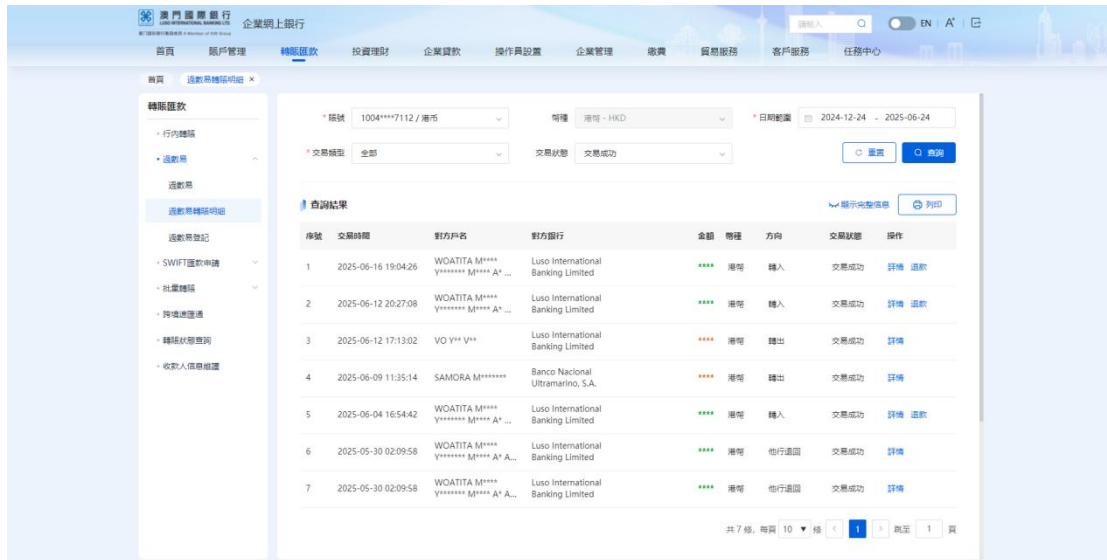 澳門國際銀行
LUSO INTERNATIONAL BANKING LTD
企業網上銀行
請輸入
EN A
首頁 賬戶管理 轉賬匯款 投資理財 企業貸款 操作員設置 企業管理 繳費 貿易服務 客戶服務 任務中心
首頁 過數易轉賬明細 ×
轉賬匯款
行內轉賬
過數易
過數易
過數易轉賬明細
過數易登記
SWIFT匯款申請
批量轉賬
跨境速匯通
轉賬狀態查詢
收款人信息維護
* 賬號 1004****7112 / 港币 幣種 港幣 - HKD * 日期範圍 2024-12-24 - 2025-06-24
* 交易類型 全部 交易狀態 交易成功 重置 查詢
查詢結果 顯示完整信息 列印
序號 交易時間 對方戶名 對方銀行 金額 幣種 方向 交易狀態 操作
1 2025-06-16 19:04:26 WOATITA M**** Y******* M**** A* ... Luso International Banking Limited **** 港幣 轉入 交易成功 詳情 退款
2 2025-06-12 20:27:08 WOATITA M**** Y******* M**** A* ... Luso International Banking Limited **** 港幣 轉入 交易成功 詳情 退款
3 2025-06-12 17:13:02 VO Y** V** Luso International Banking Limited **** 港幣 轉出 交易成功 詳情
4 2025-06-09 11:35:14 SAMORA M******* Banco Nacional Ultramarino, S.A. **** 港幣 轉出 交易成功 詳情
5 2025-06-04 16:54:42 WOATITA M**** Y******* M**** A* ... Luso International Banking Limited **** 港幣 轉入 交易成功 詳情 退款
6 2025-05-30 02:09:58 WOATITA M**** Y******* M**** A* A... Luso International Banking Limited **** 港幣 他行退回 交易成功 詳情
7 2025-05-30 02:09:58 WOATITA M**** Y******* M**** A* A... Luso International Banking Limited **** 港幣 他行退回 交易成功 詳情
共 7 條, 每頁 10 ▼ 條 < 1 > 跳至 1 頁